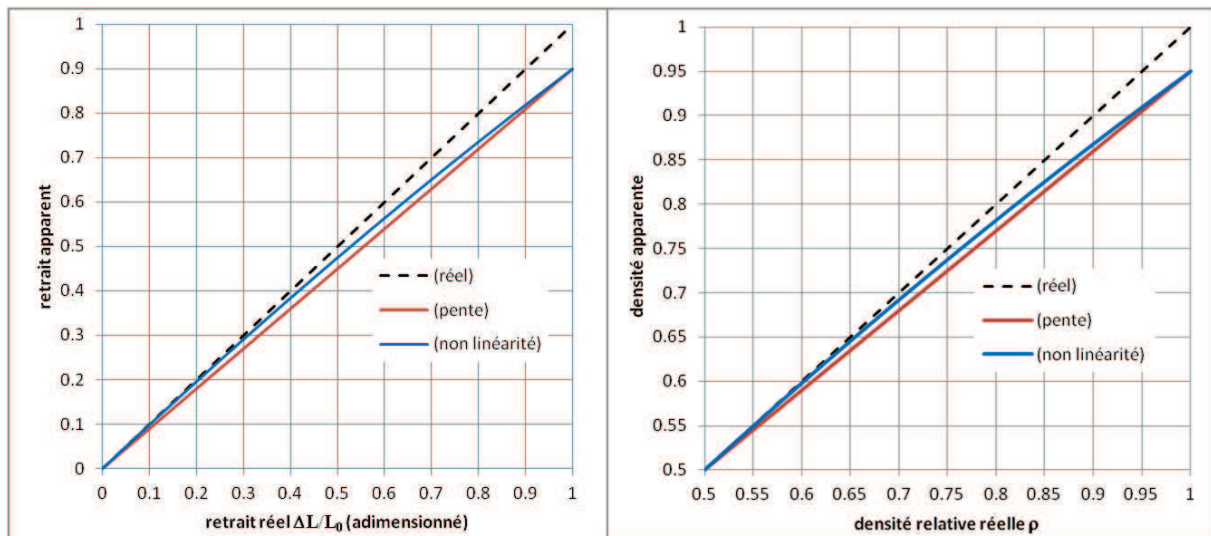 1
0.9
0.8
0.7
0.6
0.5
0.4
0.3
0.2
0.1
0
retrait apparent
(réel)
(pente)
(non linéarité)
0 0.1 0.2 0.3 0.4 0.5 0.6 0.7 0.8 0.9 1
retrait réel ΔL/L₀ (adimensionné)
1
0.95
0.9
0.85
0.8
0.75
0.7
0.65
0.6
0.55
0.5
densité apparente
(réel)
(pente)
(non linéarité)
0.5 0.55 0.6 0.65 0.7 0.75 0.8 0.85 0.9 0.95 1
densité relative réelle ρ